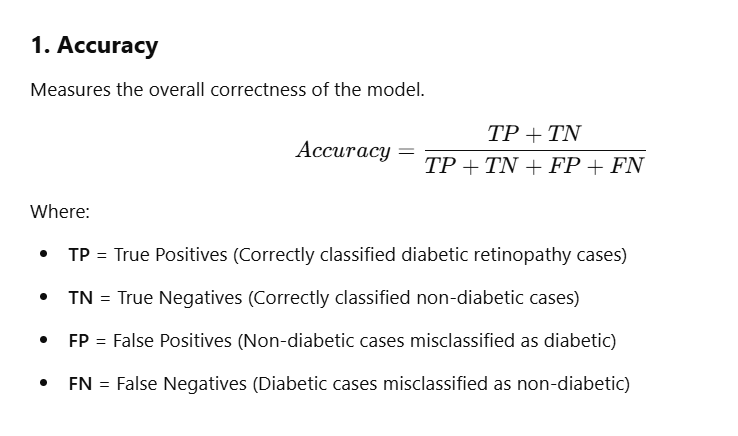 1. Accuracy
Measures the overall correctness of the model.
Accuracy = (TP + TN) / (TP + TN + FP + FN)
Where:
• TP = True Positives (Correctly classified diabetic retinopathy cases)
• TN = True Negatives (Correctly classified non-diabetic cases)
• FP = False Positives (Non-diabetic cases misclassified as diabetic)
• FN = False Negatives (Diabetic cases misclassified as non-diabetic)